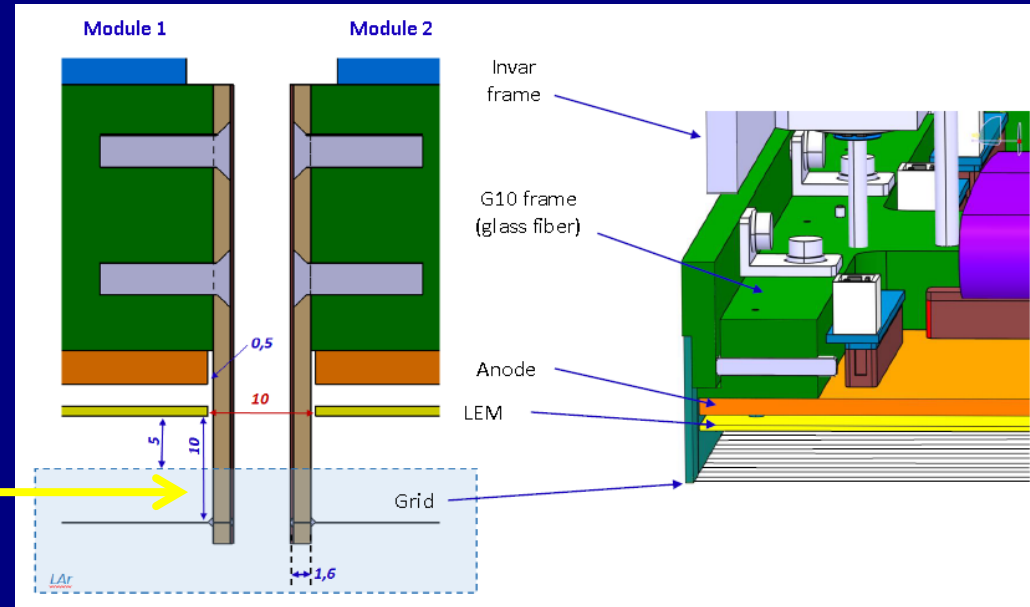 Module 1
Module 2
Invar
frame
G10 frame
(glass fiber)
0,5
Anode
10
LEM
5
10
Grid
1,6
LAr